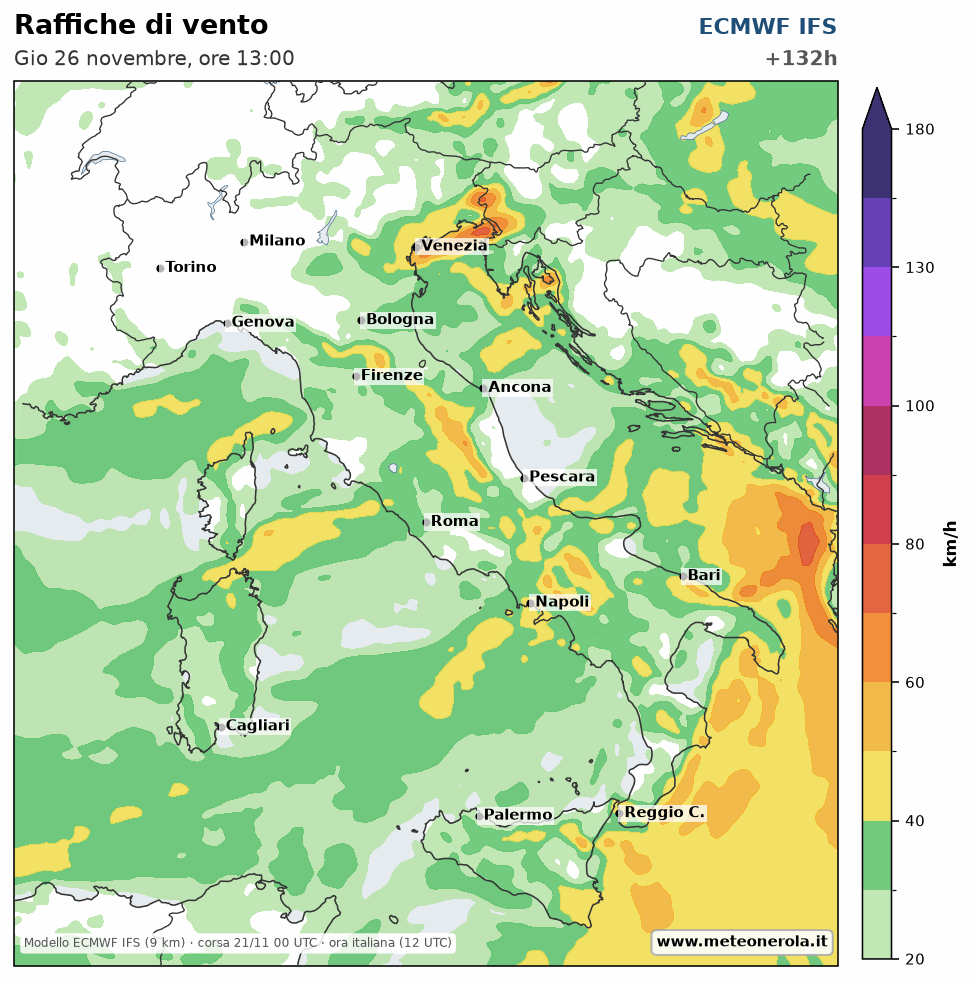 Raffiche di vento
ECMWF IFS
Gio 26 novembre, ore 13:00
+132h
180
Milano
Venezia
Torino
130
Genova
Bologna
Firenze
Ancona
100
Pescara
Roma
80
km/h
Bari
Napoli
60
Cagliari
Palermo
Reggio C.
40
Modello ECMWF IFS (9 km) · corsa 21/11 00 UTC · ora italiana (12 UTC)
www.meteonerola.it
20